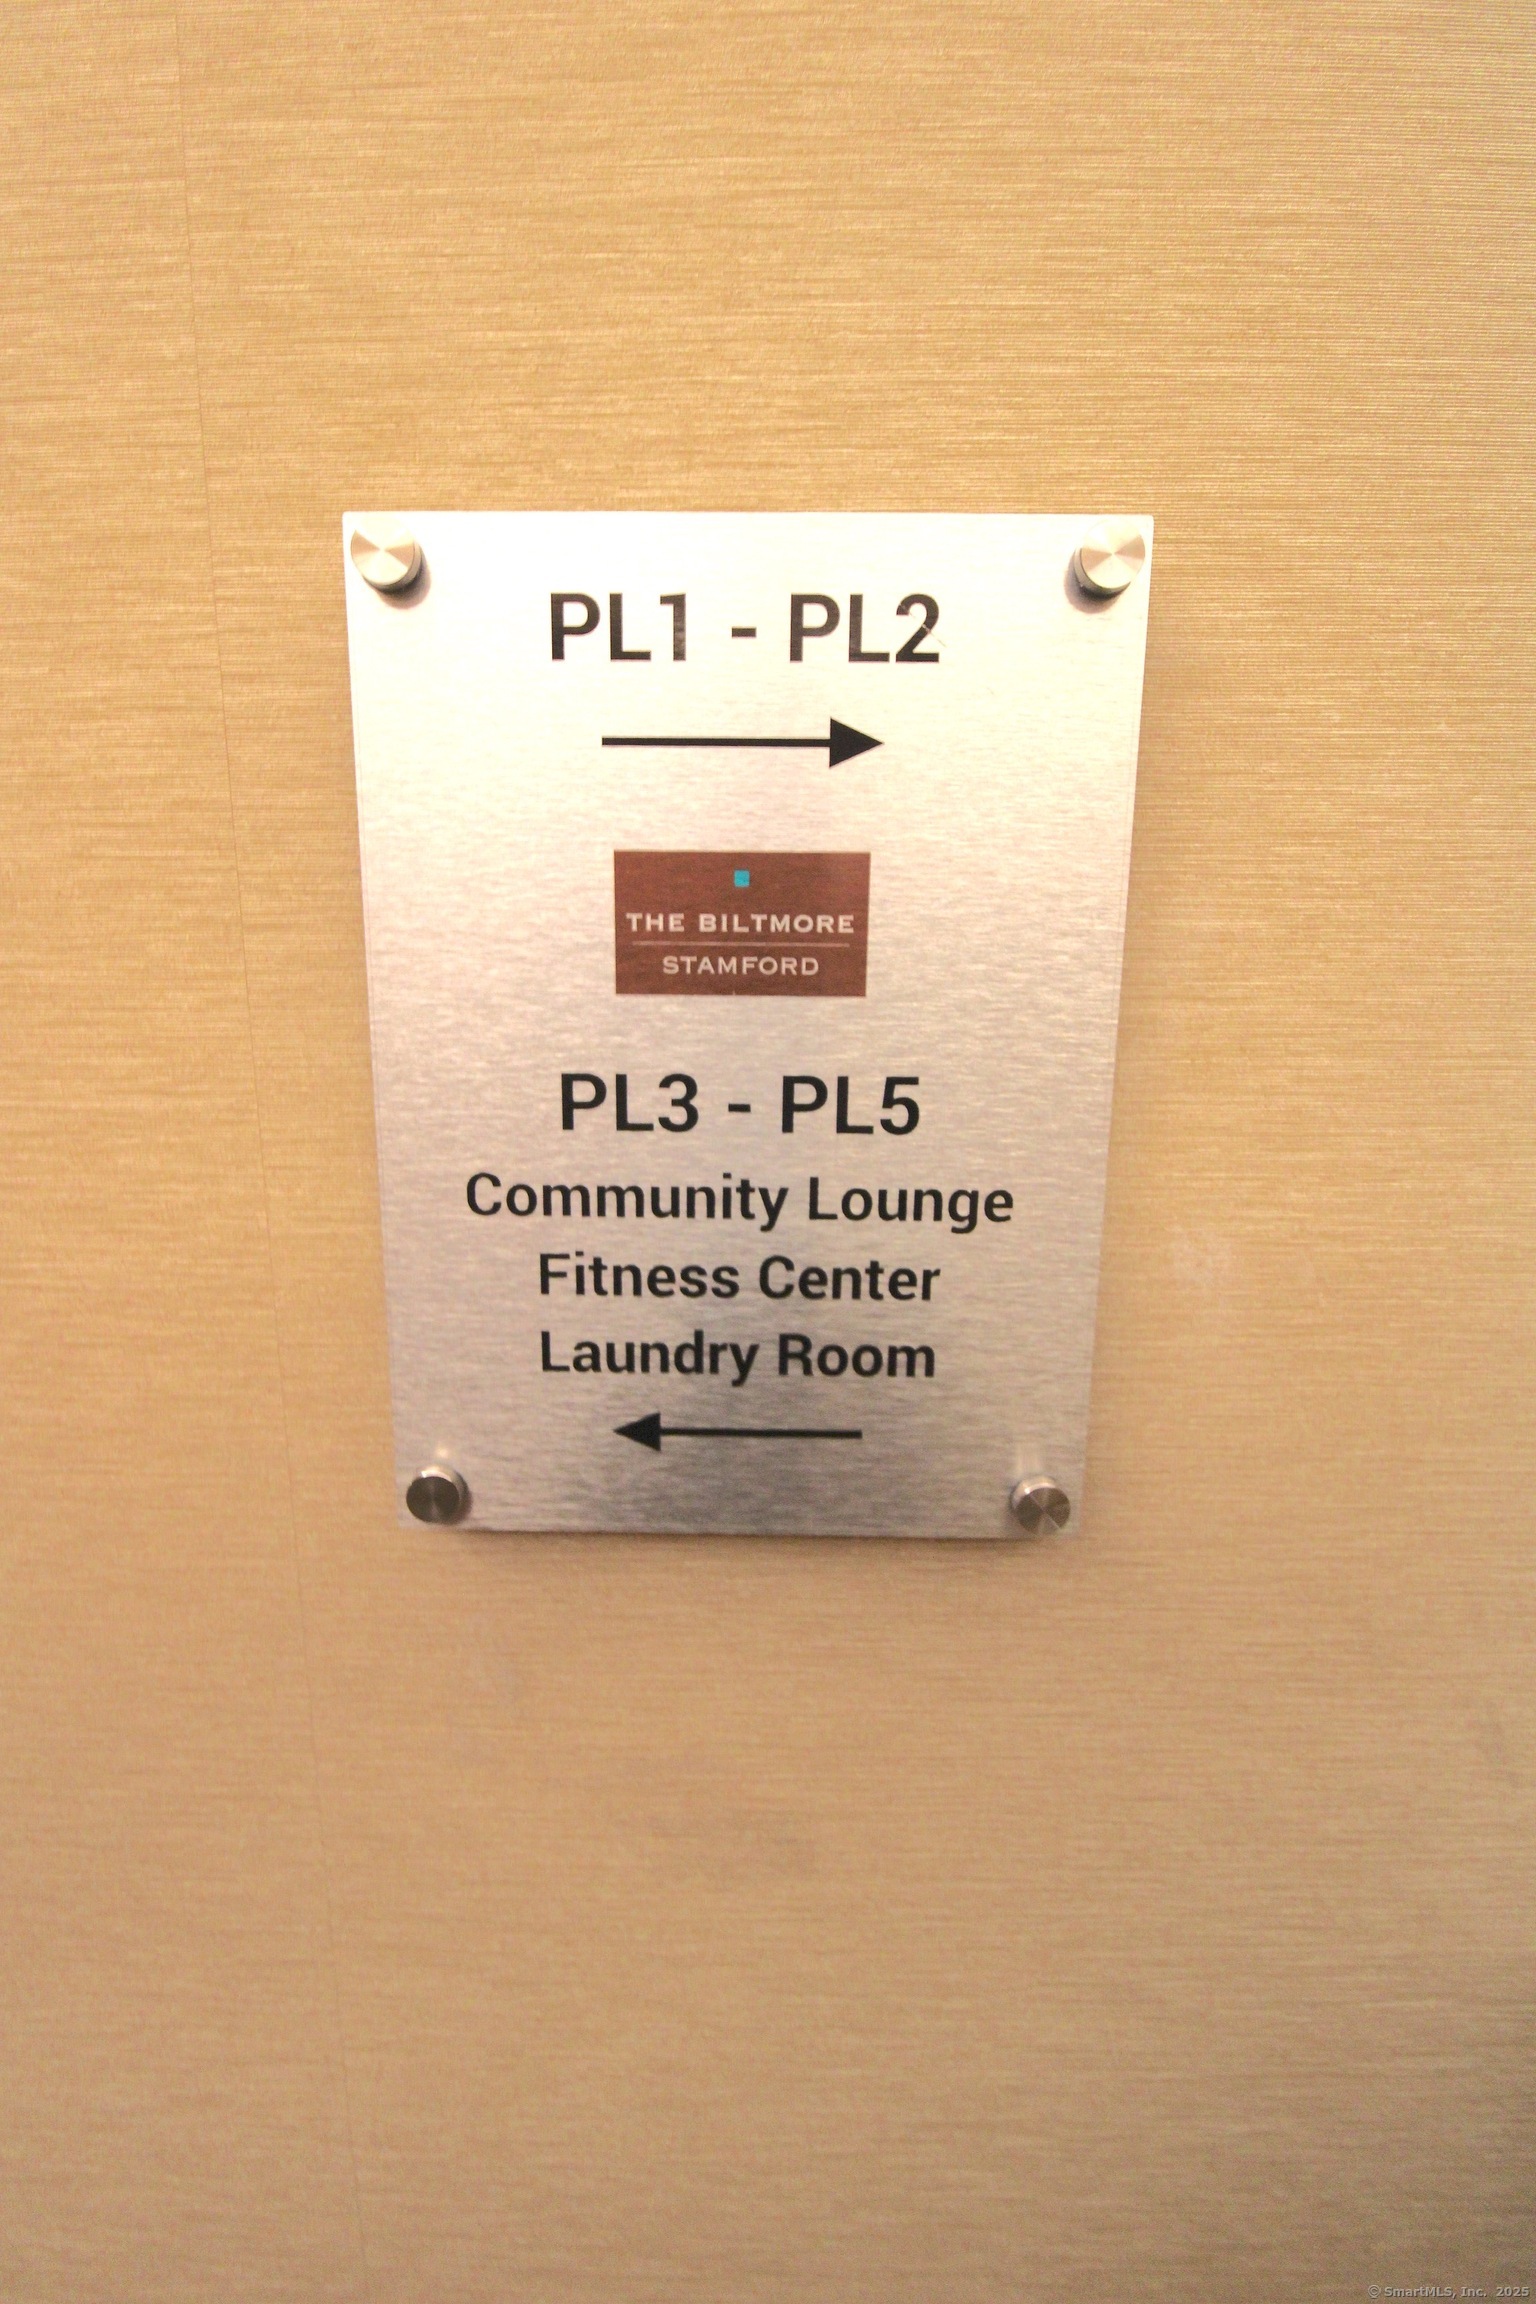 PL1 - PL2
THE BILTMORE
STAMFORD
PL3 - PL5
Community Lounge
Fitness Center
Laundry Room
© SmartMLS, Inc. 2025